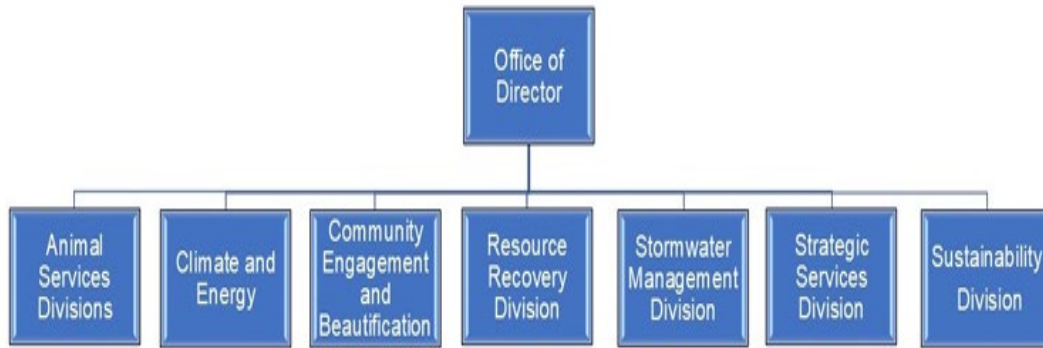 Office of
Director
Animal
Services
Divisions
Climate and
Energy
Community
Engagement
and
Beautification
Resource
Recovery
Division
Stormwater
Management
Division
Strategic
Services
Division
Sustainability
Division